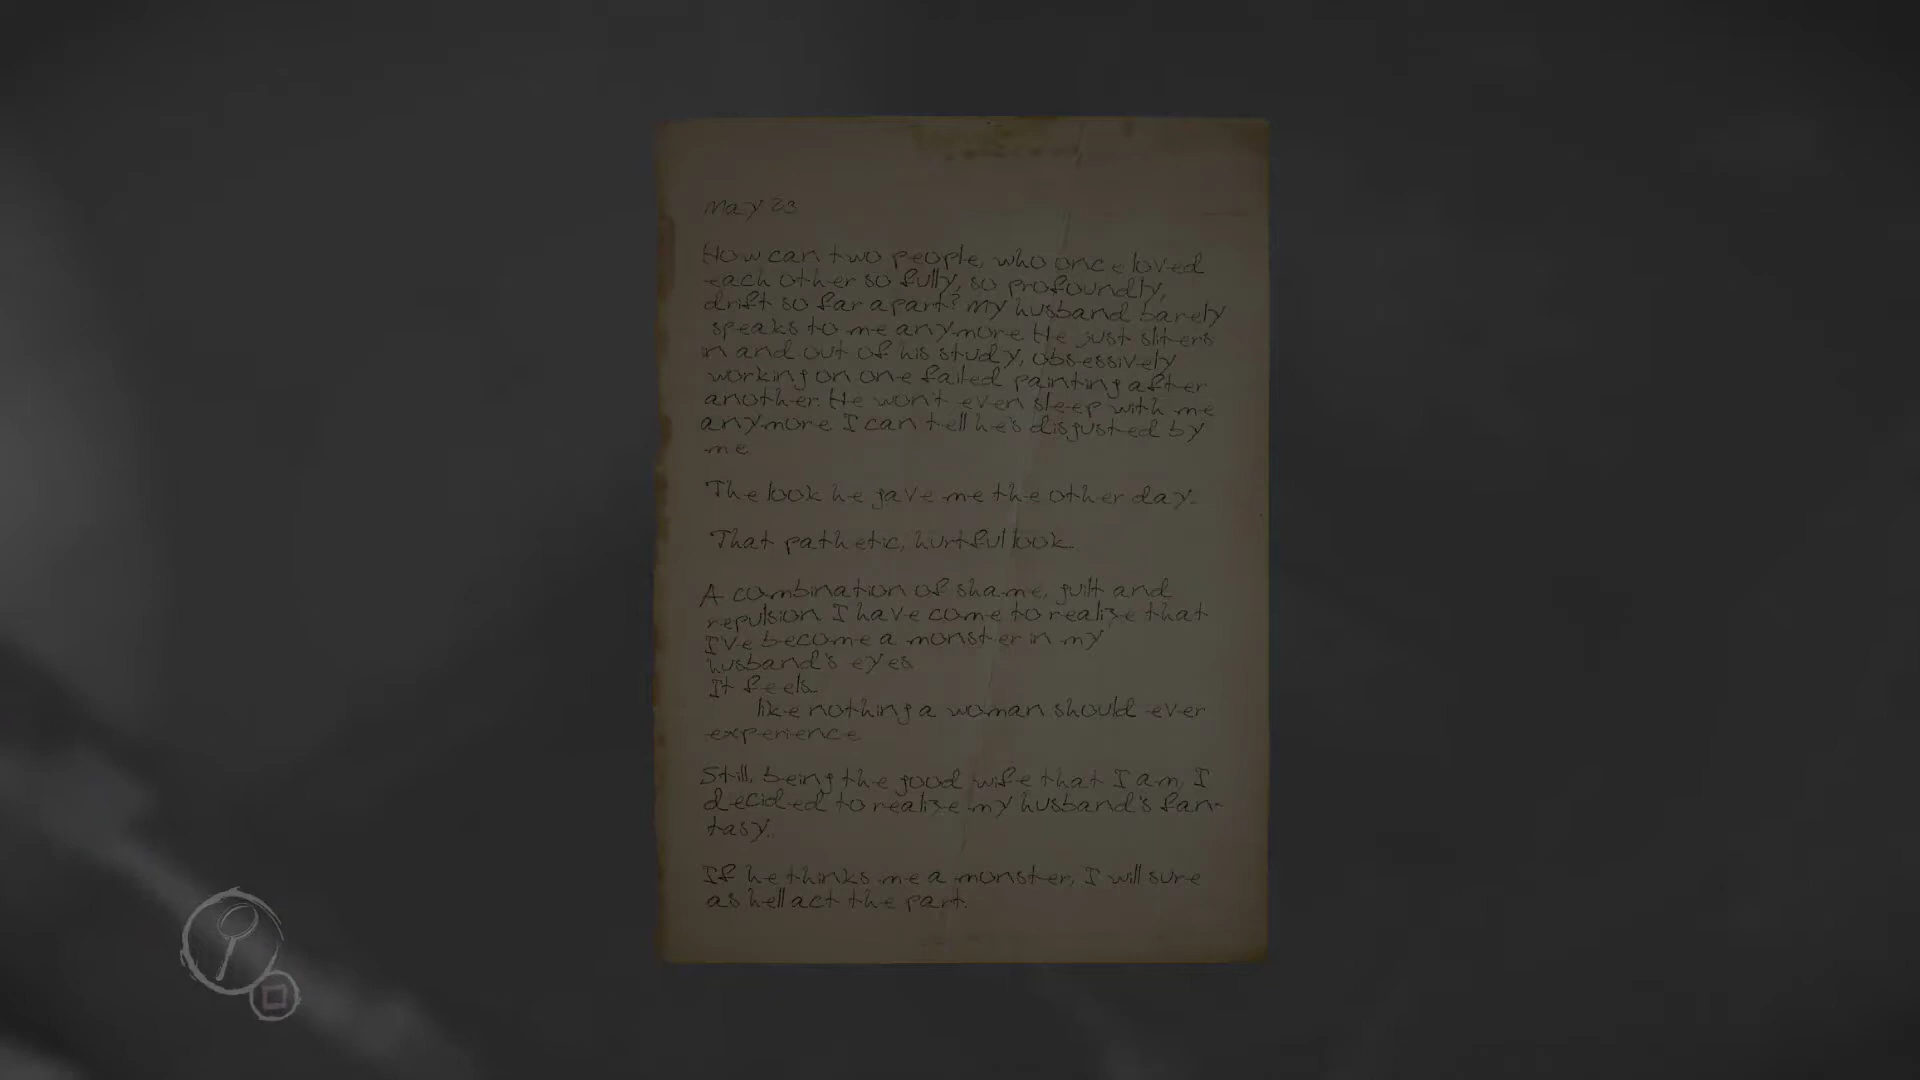 May 23
How can two people, who once loved
each other so fully, so profoundly,
drift so far apart? My husband barely
speaks to me anymore. He just slithers
in and out of his study, obsessively
working on one failed painting after
another. He won't even sleep with me
anymore. I can tell he's disgusted by
me.
The look he gave me the other day.
That pathetic, hurtful look.
A combination of shame, guilt and
repulsion. I have come to realize that
I've become a monster in my
husband's eyes.
It feels...
like nothing a woman should ever
experience.
Still, being the good wife that I am, I
decided to realize my husband's fan-
tasy.
If he thinks me a monster, I will sure
as hell act the part.